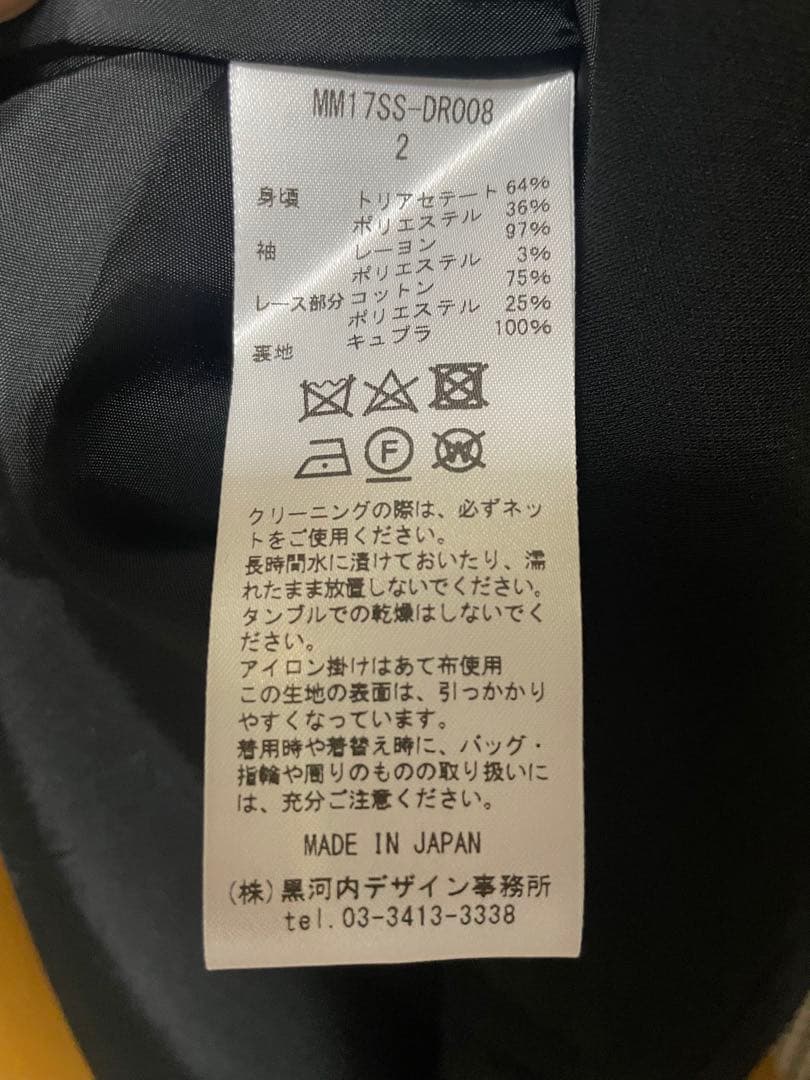 MM17SS-DR008
2
身頃 トリアセテート 64%
ポリエステル 36%
袖 レーヨン 97%
ポリエステル 3%
レース部分 コットン 75%
ポリエステル 25%
裏地 キュプラ 100%
F
W
クリーニングの際は、必ずネッ
トをご使用ください。
長時間水に漬けておいたり、濡
れたまま放置しないでください。
タンブルでの乾燥はしないでく
ださい。
アイロン掛けはあて布使用
この生地の表面は、引っかかり
やすくなっています。
着用時や着替え時に、バッグ・
指輪や周りのものの取り扱いに
は、充分ご注意ください。
MADE IN JAPAN
(株)黒河内デザイン事務所
tel.03-3413-3338